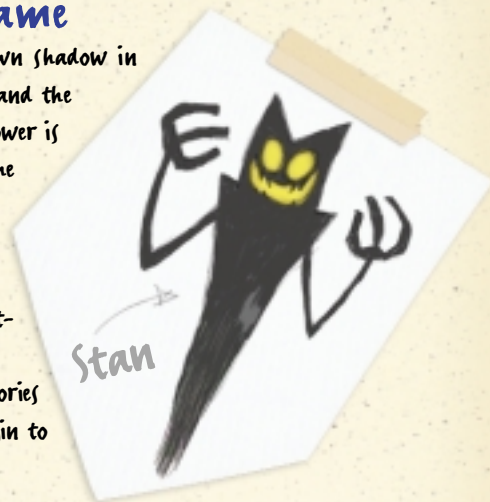 ame
wn shadow in
and the
ower is
he
t-
ories
in to
Stan